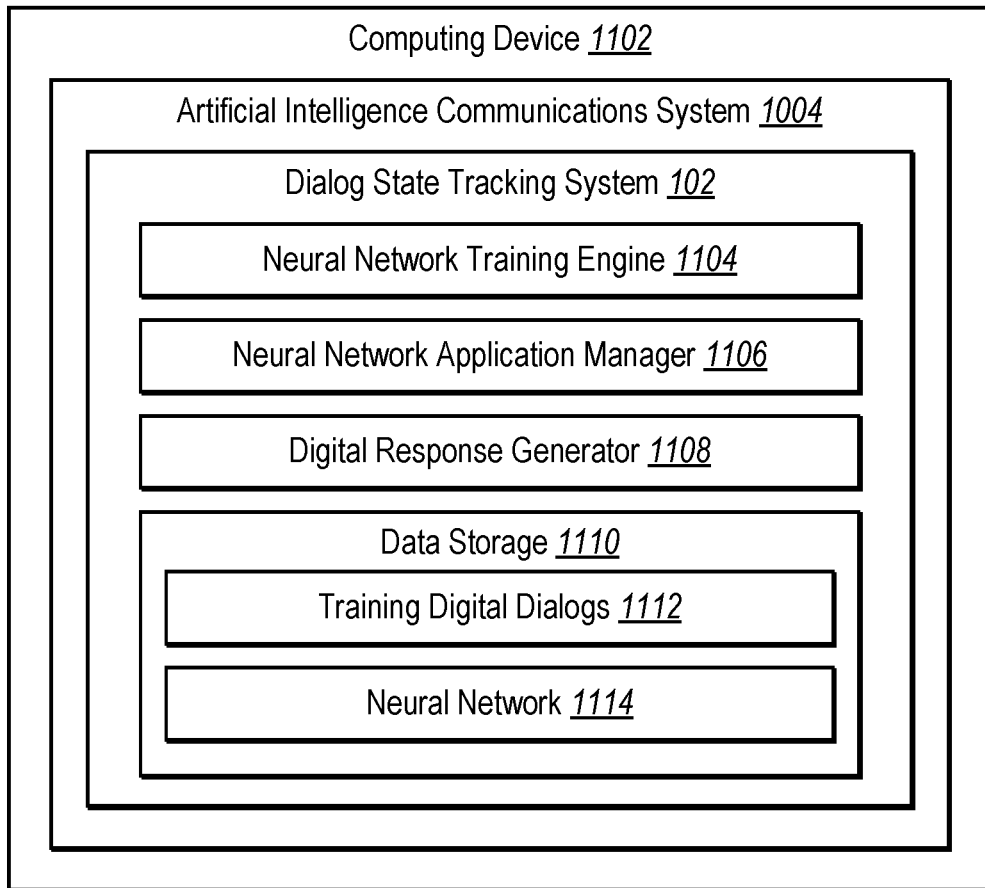 Computing Device 1102
Artificial Intelligence Communications System 1004
Dialog State Tracking System 102
Neural Network Training Engine 1104
Neural Network Application Manager 1106
Digital Response Generator 1108
Data Storage 1110
Training Digital Dialogs 1112
Neural Network 1114